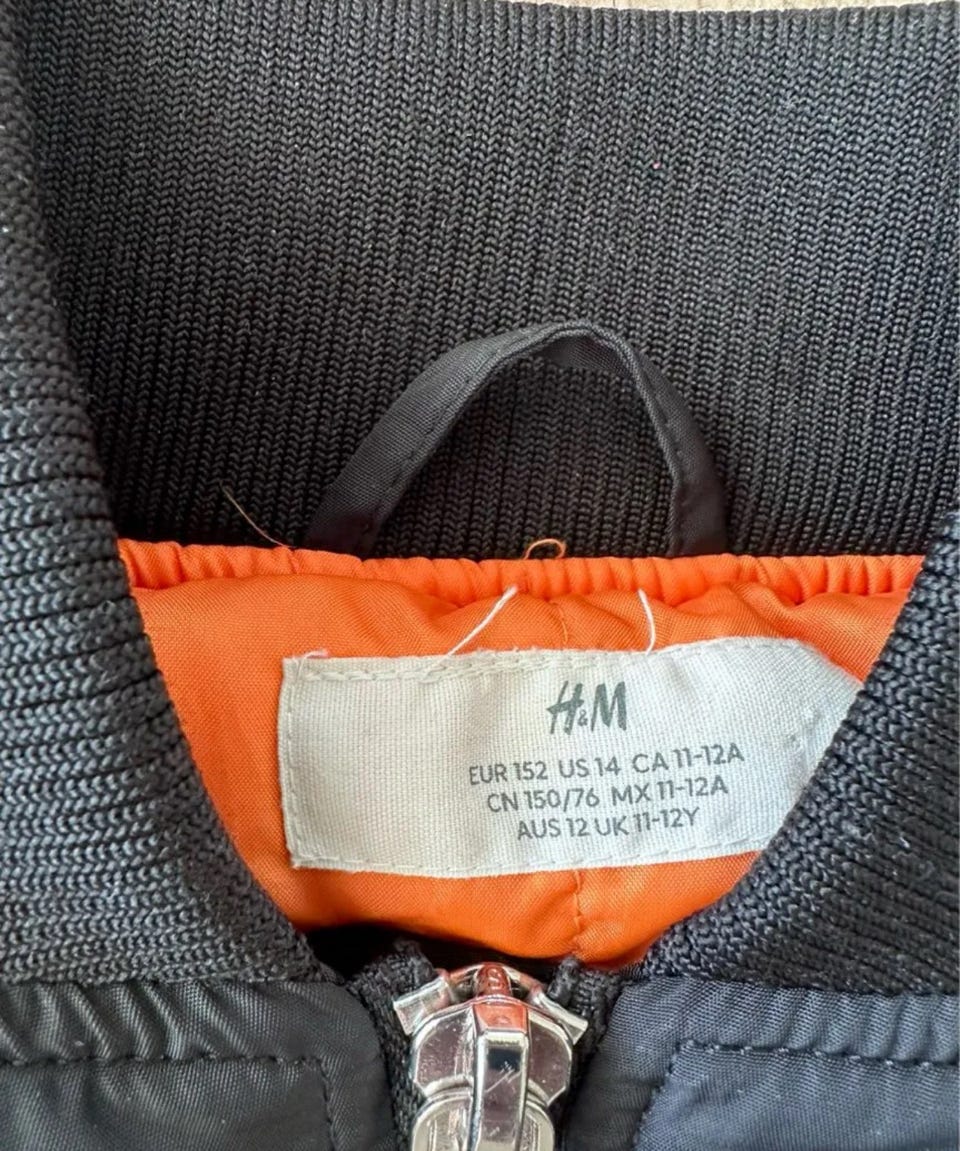 H&M
EUR 152 US 14 CA 11-12A
CN 150/76 MX 11-12A
AUS 12 UK 11-12Y